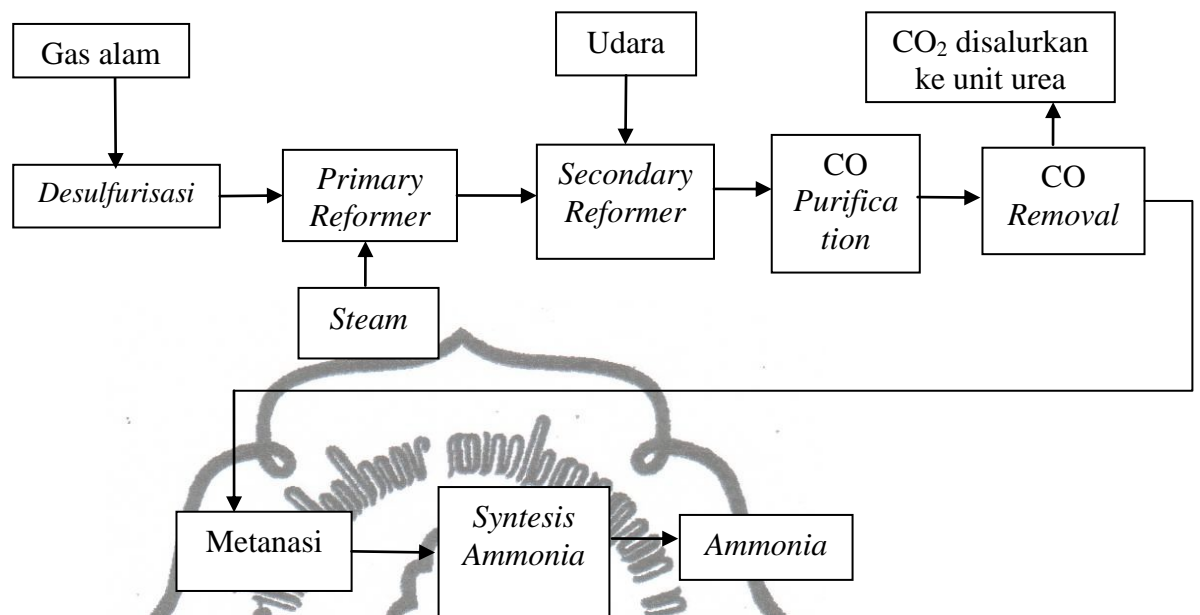 Gas alam
Udara
CO₂ disalurkan
ke unit urea
Desulfurisasi
Primary
Reformer
Secondary
Reformer
CO
Purifica
tion
CO
Removal
Steam
Metanasi
Syntesis
Ammonia
Ammonia